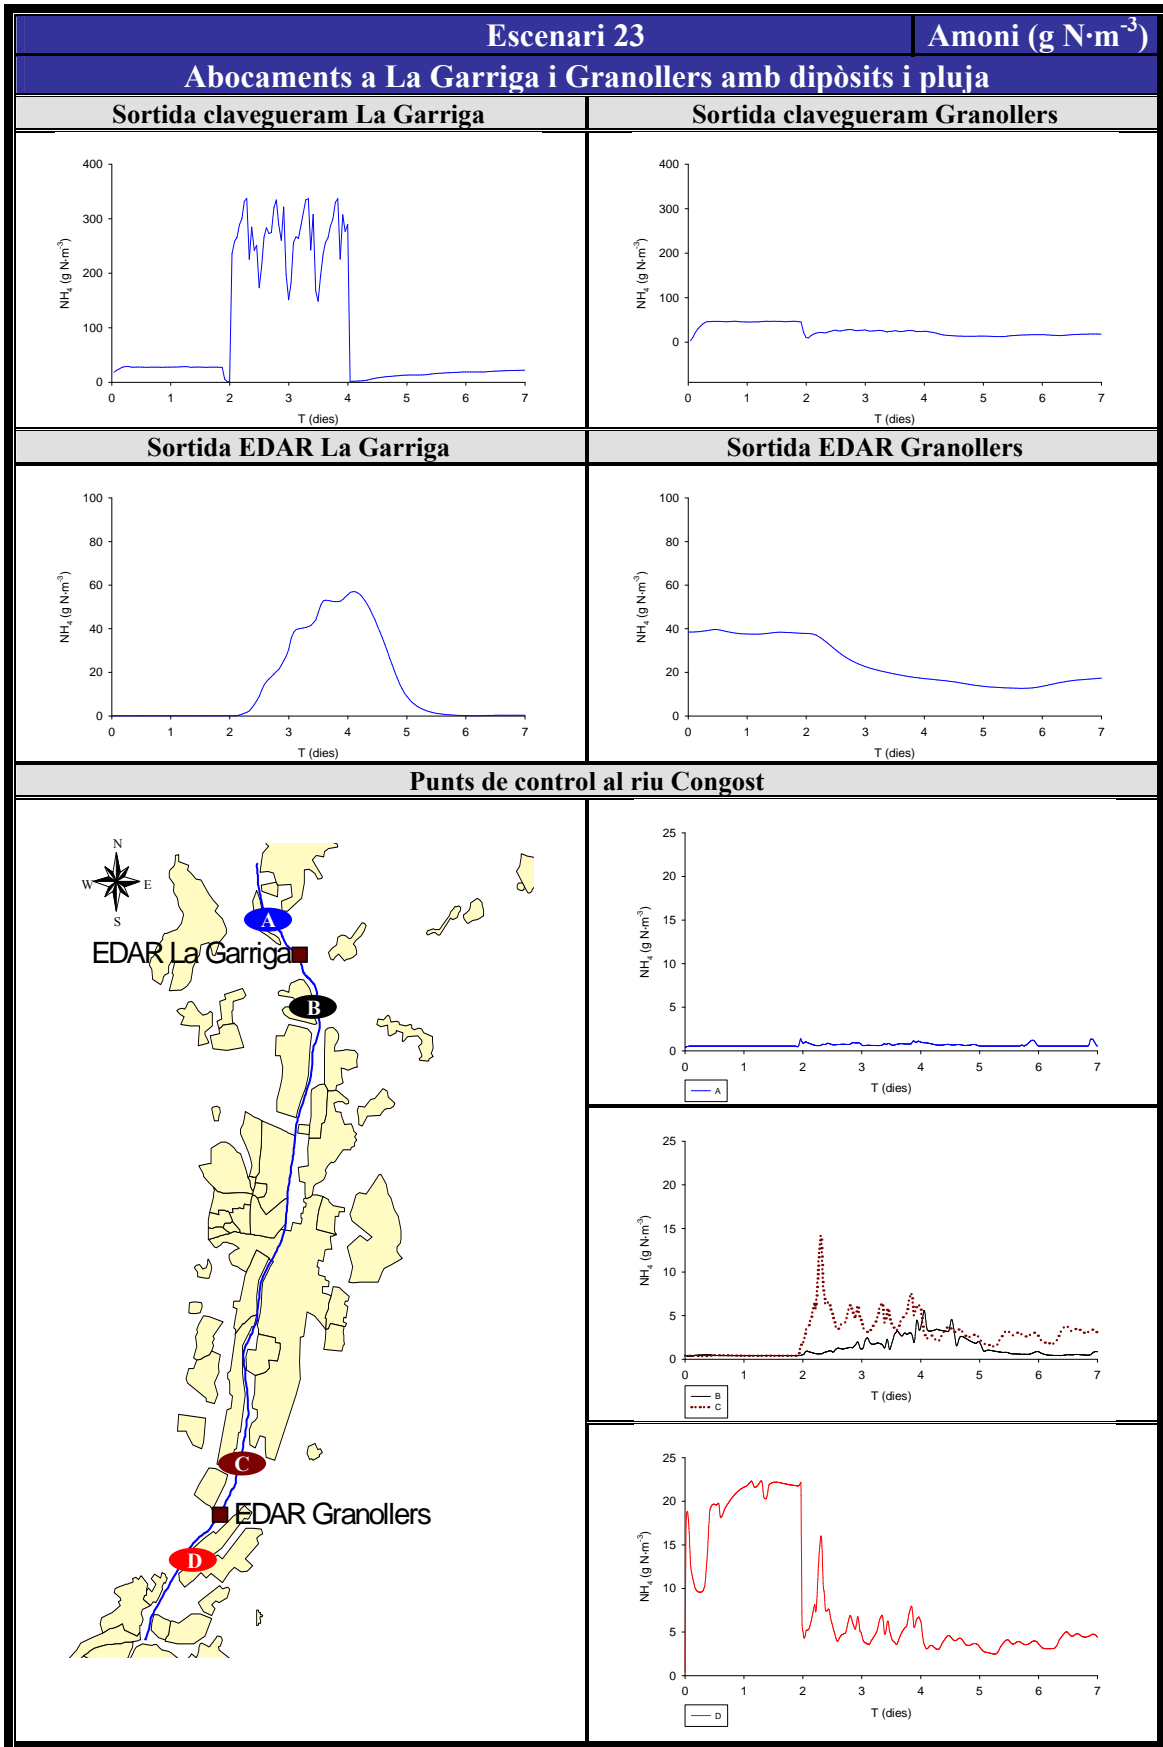 Escenari 23
Amoni (g N·m-3)
Abocaments a La Garriga i Granollers amb dipòsits i pluja
Sortida clavegueram La Garriga
Sortida clavegueram Granollers
400
300
200
100
0
NH4 (g N·m-3)
0 1 2 3 4 5 6 7
T (dies)
400
300
200
100
0
NH4 (g N·m-3)
0 1 2 3 4 5 6 7
T (dies)
Sortida EDAR La Garriga
Sortida EDAR Granollers
100
80
60
40
20
0
NH4 (g N·m-3)
0 1 2 3 4 5 6 7
T (dies)
100
80
60
40
20
0
NH4 (g N·m-3)
0 1 2 3 4 5 6 7
T (dies)
Punts de control al riu Congost
N
W E
S
A
EDAR La Garriga
B
C
EDAR Granollers
D
25
20
15
10
5
0
NH4 (g N·m-3)
0 1 2 3 4 5 6 7
T (dies)
A
25
20
15
10
5
0
NH4 (g N·m-3)
0 1 2 3 4 5 6 7
T (dies)
B
C
25
20
15
10
5
0
NH4 (g N·m-3)
0 1 2 3 4 5 6 7
T (dies)
D